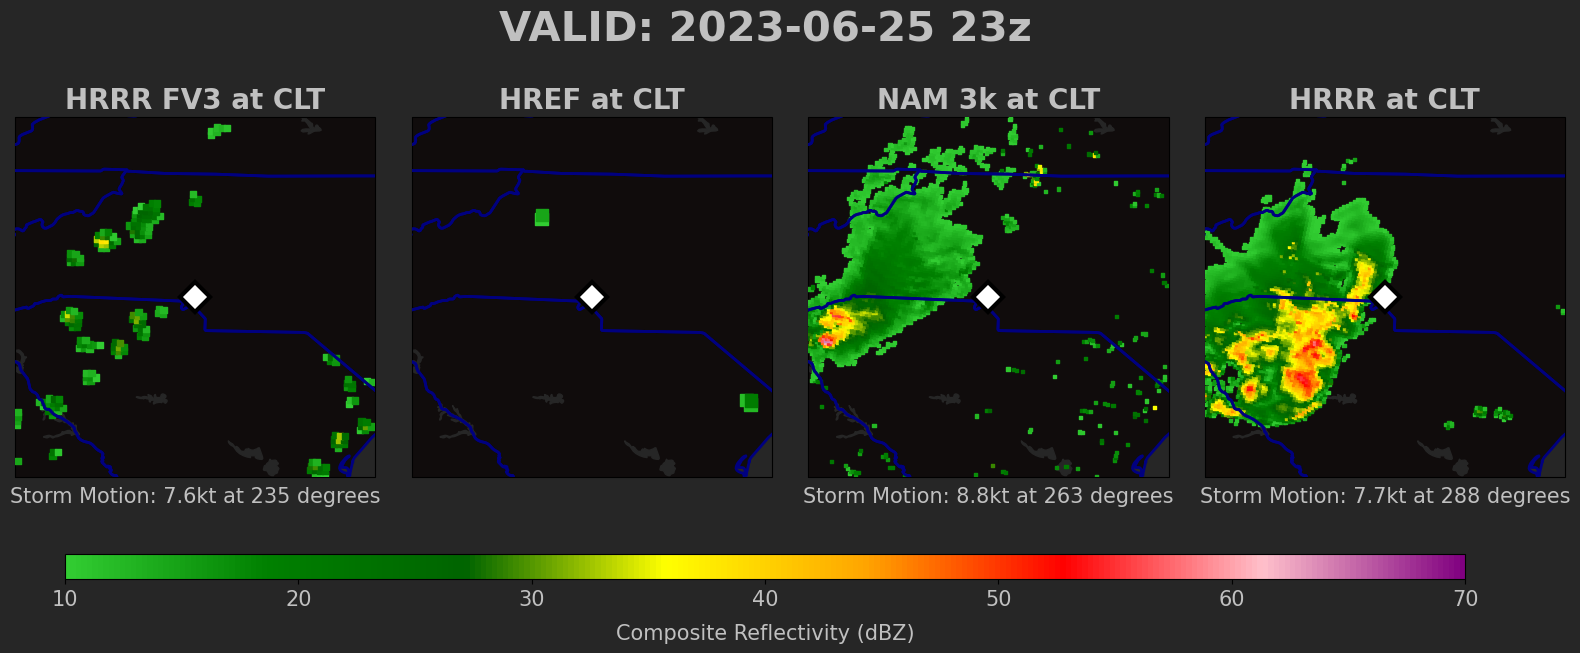 VALID: 2023-06-25 23z
HRRR FV3 at CLT
HREF at CLT
NAM 3k at CLT
HRRR at CLT
Storm Motion: 7.6kt at 235 degrees
Storm Motion: 8.8kt at 263 degrees
Storm Motion: 7.7kt at 288 degrees
10 20 30 40 50 60 70
Composite Reflectivity (dBZ)